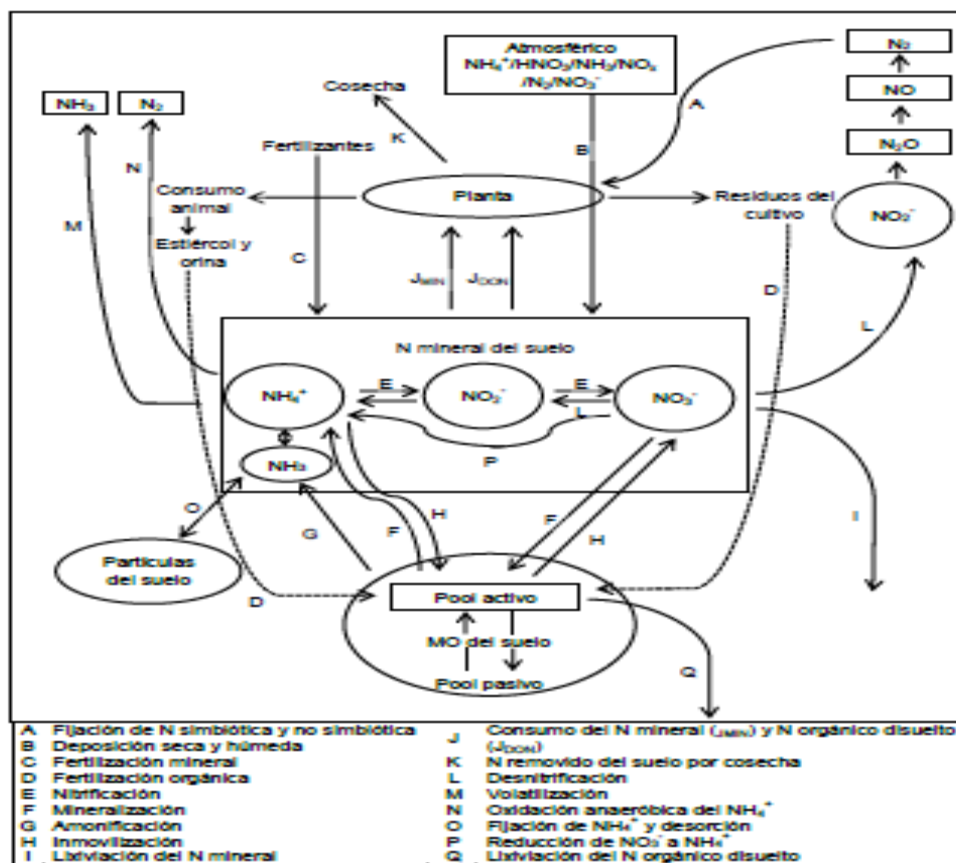 Atmosférico
NH₄⁺/HNO₃/NH₃/NOₓ
/N₂/NO₃⁻
N₂
NO
N₂O
NO₂⁻
A
Cosecha
K
NH₃
N₂
N
Fertilizantes
B
Consumo
animal
Planta
Residuos del
cultivo
M
Estiércol y
orina
C
J_MIN
J_DON
D
L
N mineral del suelo
NH₄⁺
E
NO₂⁻
E
L
NO₃⁻
P
NH₃
O
G
F
H
F
H
I
Partículas
del suelo
D
Pool activo
MO del suelo
Pool pasivo
Q
A Fijación de N simbiótica y no simbiótica
B Deposición seca y húmeda
C Fertilización mineral
D Fertilización orgánica
E Nitrificación
F Mineralización
G Amonificación
H Inmovilización
I Lixiviación del N mineral
J Consumo del N mineral (J_MIN) y N orgánico disuelto
(J_DON)
K N removido del suelo por cosecha
L Desnitrificación
M Volatilización
N Oxidación anaeróbica del NH₄⁺
O Fijación de NH₄⁺ y desorción
P Reducción de NO₃⁻ a NH₄⁺
Q Lixiviación del N orgánico disuelto